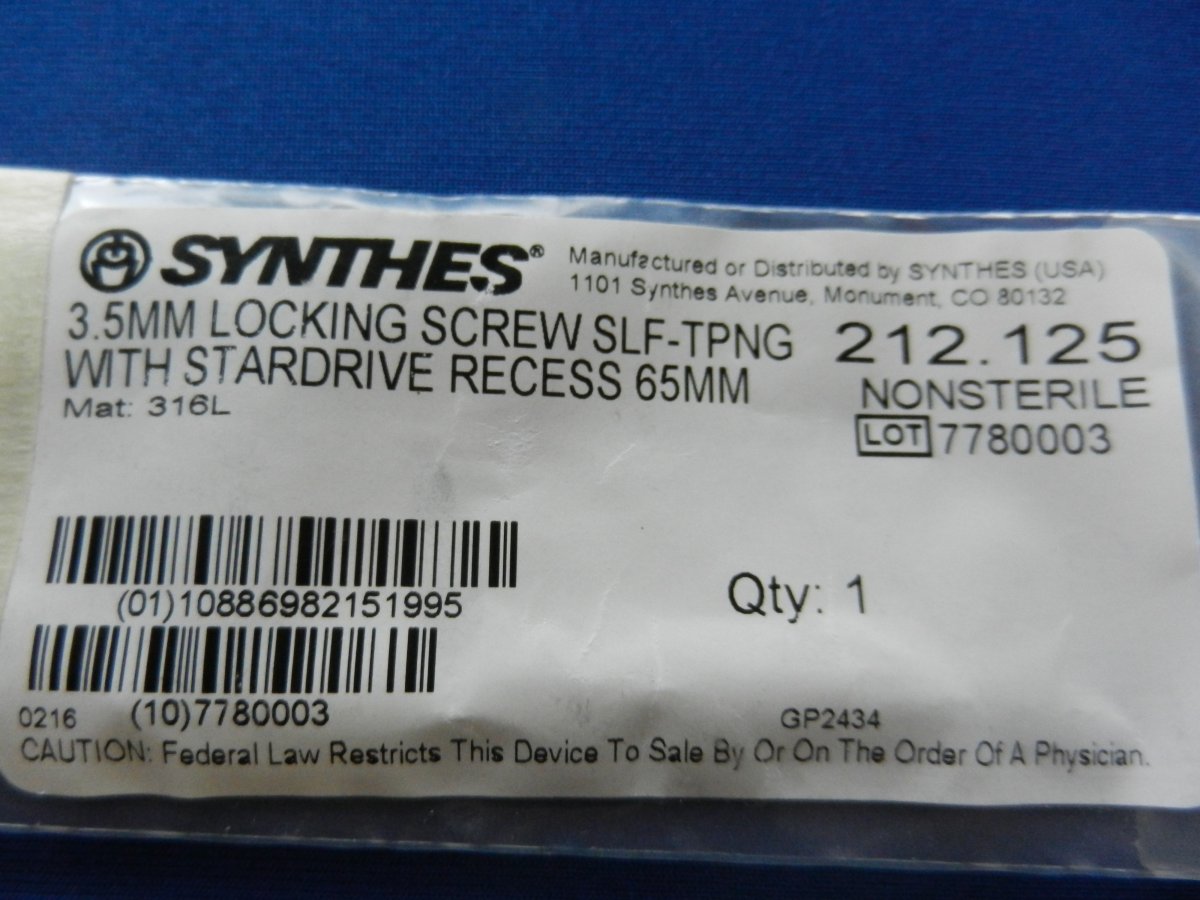 SYNTHES® Manufactured or Distributed by SYNTHES (USA)
1101 Synthes Avenue, Monument, CO 80132
3.5MM LOCKING SCREW SLF-TPNG 212.125
WITH STARDRIVE RECESS 65MM NONSTERILE
Mat: 316L LOT 7780003
(01)10886982151995
Qty: 1
(10)7780003
0216 GP2434
CAUTION: Federal Law Restricts This Device To Sale By Or On The Order Of A Physician.